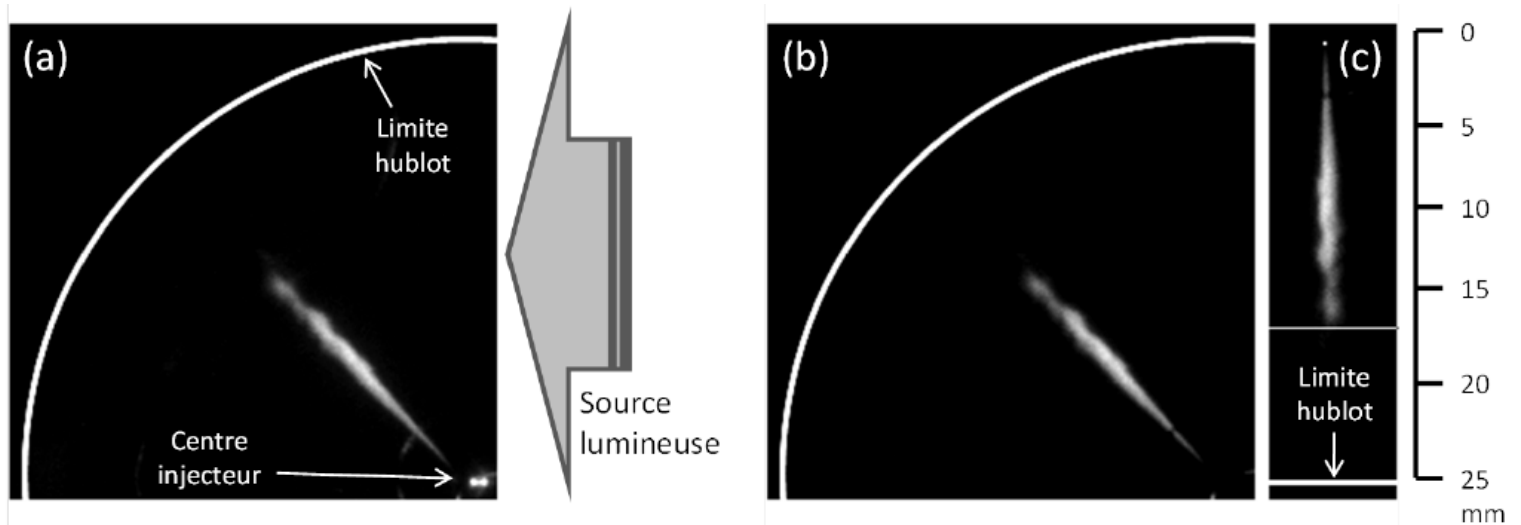 (a)
Limite
hublot
Centre
injecteur
Source
lumineuse
(b)
(c)
Limite
hublot
0
5
10
15
20
25
mm